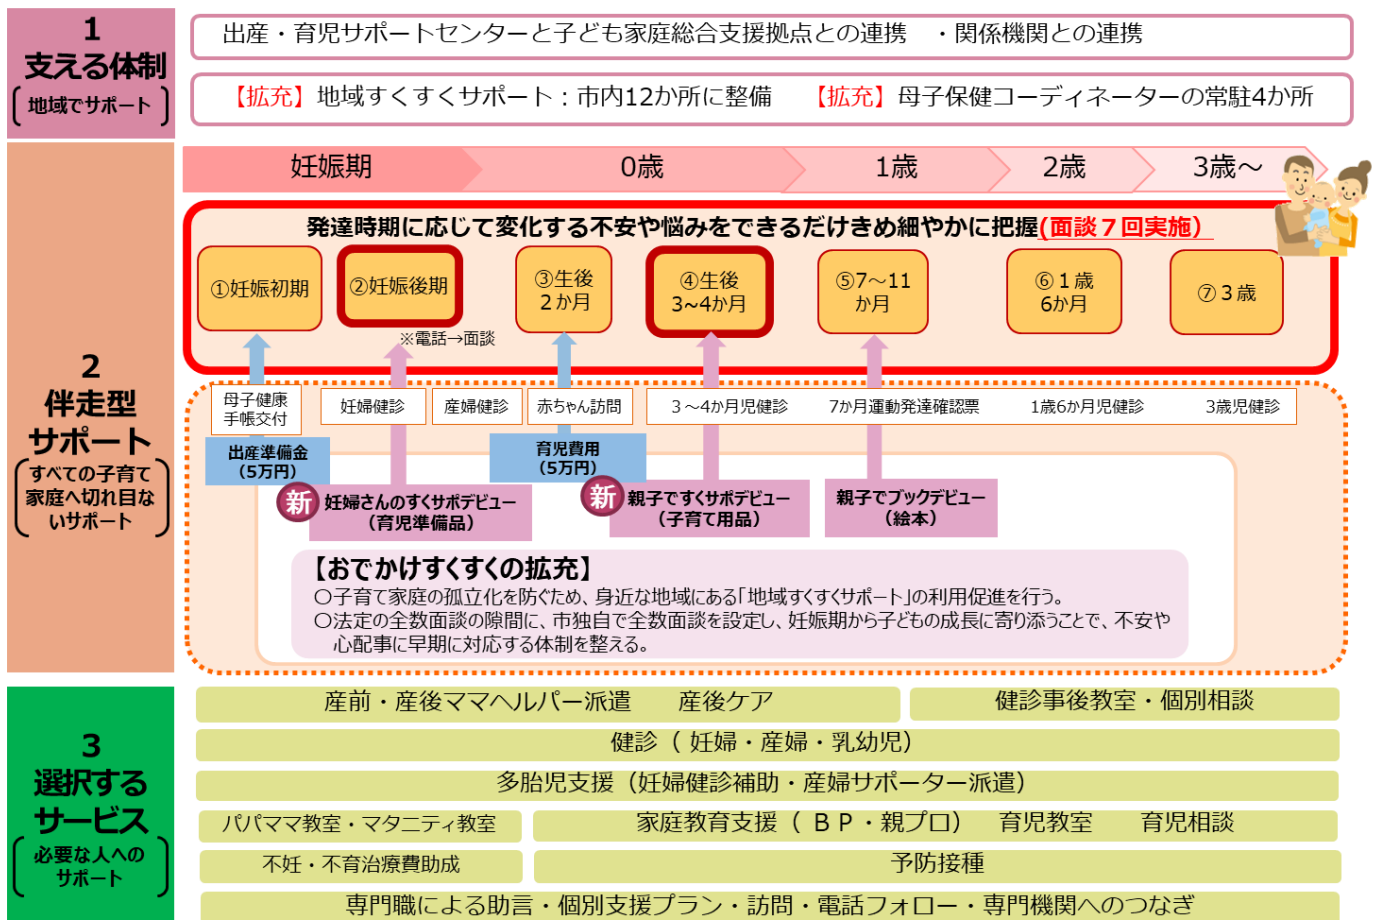 1
支える体制
地域でサポート
出産・育児サポートセンターと子ども家庭総合支援拠点との連携　・関係機関との連携
【拡充】地域すくすくサポート：市内12か所に整備　【拡充】母子保健コーディネーターの常駐4か所
2
伴走型
サポート
すべての子育て
家庭へ切れ目な
いサポート
妊娠期　0歳　1歳　2歳　3歳～
発達時期に応じて変化する不安や悩みをできるだけきめ細やかに把握(面談７回実施）
①妊娠初期
②妊娠後期
③生後
２か月
④生後
3~4か月
⑤7～11
か月
⑥１歳
6か月
⑦３歳
※電話→面談
母子健康
手帳交付
妊婦健診
産婦健診
赤ちゃん訪問
３～4か月児健診
7か月運動発達確認票
1歳6か月児健診
3歳児健診
出産準備金
（5万円）
育児費用
（5万円）
新
妊婦さんのすくサポデビュー
（育児準備品）
新
親子ですくサポデビュー
（子育て用品）
親子でブックデビュー
（絵本）
【おでかけすくすくの拡充】
〇子育て家庭の孤立化を防ぐため、身近な地域にある「地域すくすくサポート」の利用促進を行う。
〇法定の全数面談の隙間に、市独自で全数面談を設定し、妊娠期から子どもの成長に寄り添うことで、不安や
心配事に早期に対応する体制を整える。
3
選択する
サービス
必要な人への
サポート
産前・産後ママヘルパー派遣　産後ケア
健診事後教室・個別相談
健診（ 妊婦・産婦・乳幼児）
多胎児支援（妊婦健診補助・産婦サポーター派遣）
パパママ教室・マタニティ教室
家庭教育支援（ ＢＰ・親プロ）　育児教室　育児相談
不妊・不育治療費助成
予防接種
専門職による助言・個別支援プラン・訪問・電話フォロー・専門機関へのつなぎ